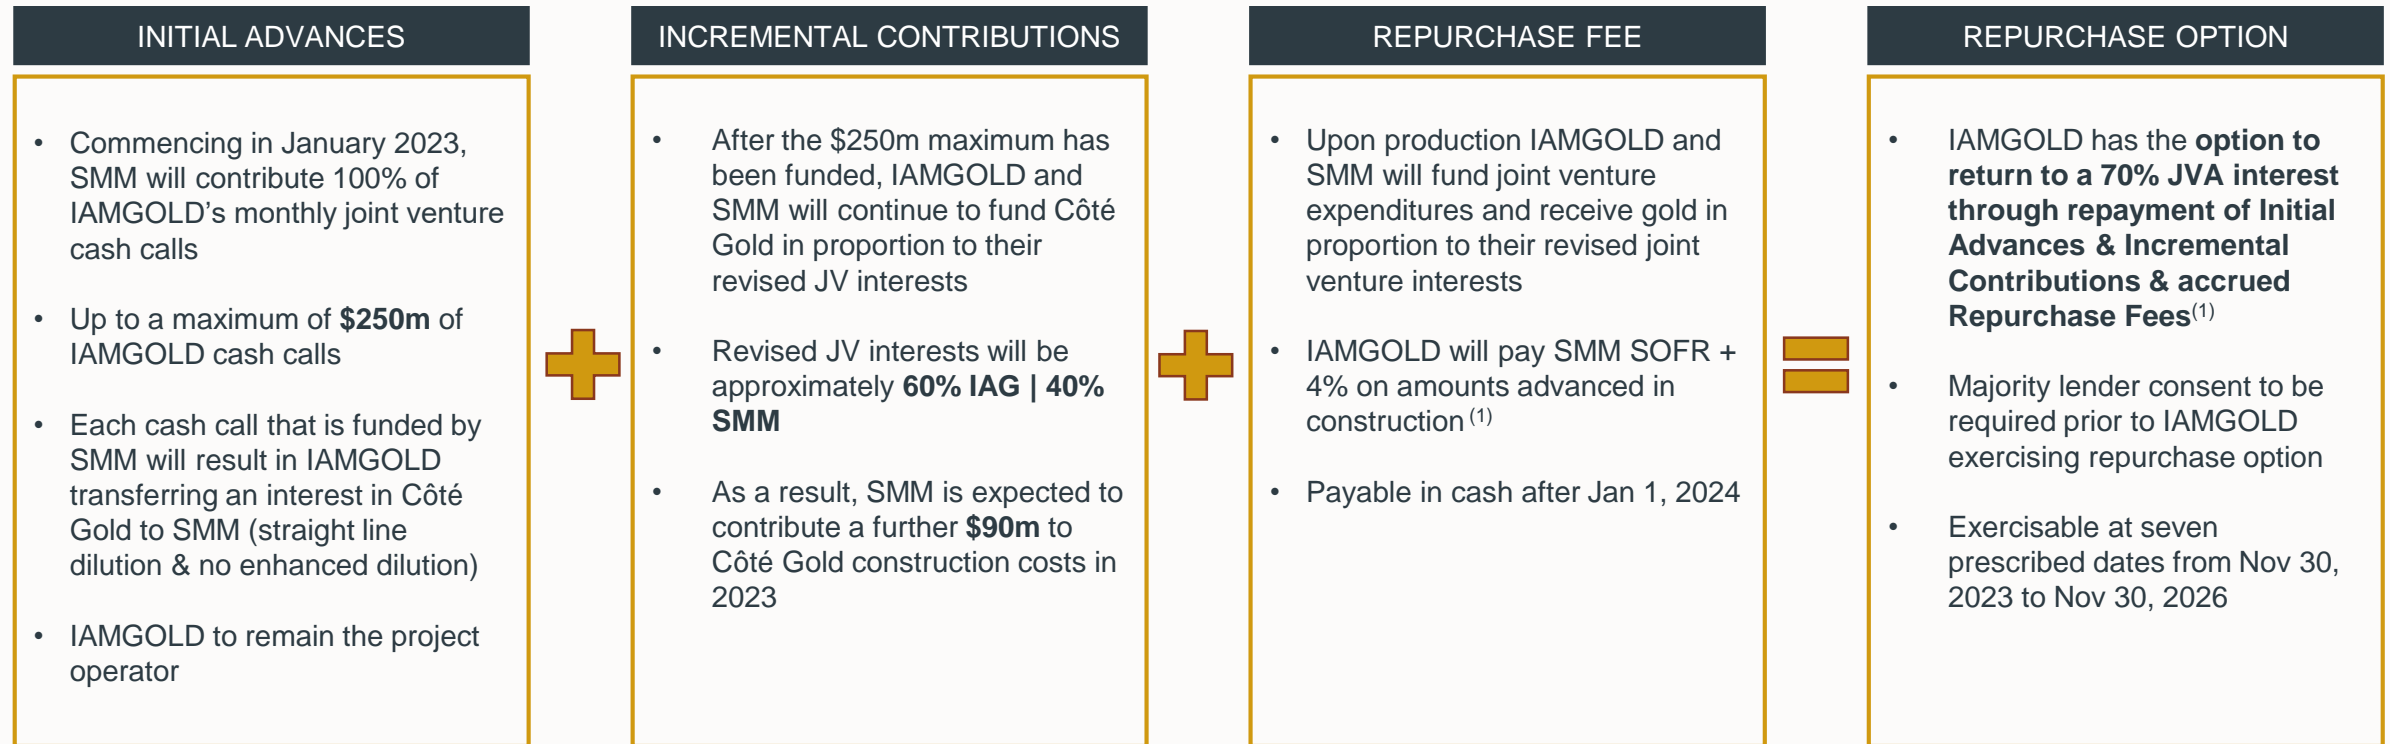 INITIAL ADVANCES
• Commencing in January 2023,
SMM will contribute 100% of
IAMGOLD’s monthly joint venture
cash calls
• Up to a maximum of $250m of
IAMGOLD cash calls
• Each cash call that is funded by
SMM will result in IAMGOLD
transferring an interest in Côté
Gold to SMM (straight line
dilution & no enhanced dilution)
• IAMGOLD to remain the project
operator
INCREMENTAL CONTRIBUTIONS
• After the $250m maximum has
been funded, IAMGOLD and
SMM will continue to fund Côté
Gold in proportion to their
revised JV interests
• Revised JV interests will be
approximately 60% IAG | 40%
SMM
• As a result, SMM is expected to
contribute a further $90m to
Côté Gold construction costs in
2023
REPURCHASE FEE
• Upon production IAMGOLD and
SMM will fund joint venture
expenditures and receive gold in
proportion to their revised joint
venture interests
• IAMGOLD will pay SMM SOFR +
4% on amounts advanced in
construction (1)
• Payable in cash after Jan 1, 2024
REPURCHASE OPTION
• IAMGOLD has the option to
return to a 70% JVA interest
through repayment of Initial
Advances & Incremental
Contributions & accrued
Repurchase Fees(1)
• Majority lender consent to be
required prior to IAMGOLD
exercising repurchase option
• Exercisable at seven
prescribed dates from Nov 30,
2023 to Nov 30, 2026